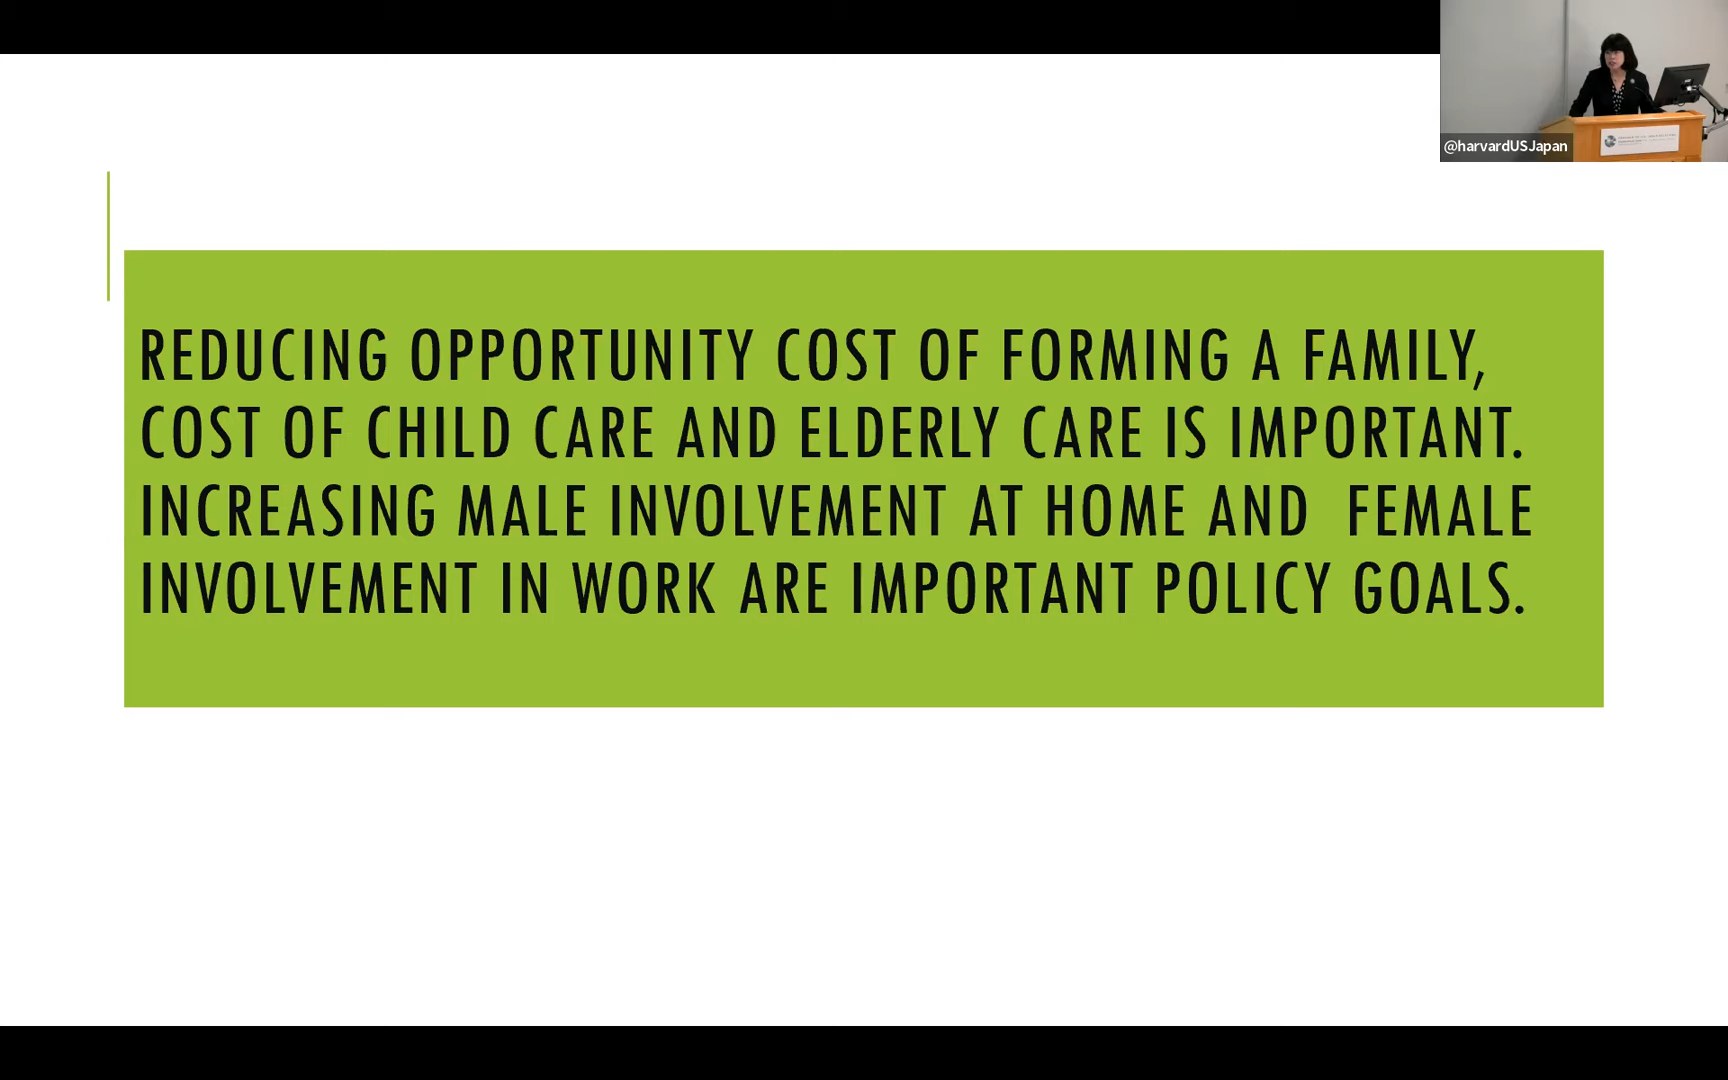 @harvardUSJapan
REDUCING OPPORTUNITY COST OF FORMING A FAMILY,
COST OF CHILD CARE AND ELDERLY CARE IS IMPORTANT.
INCREASING MALE INVOLVEMENT AT HOME AND FEMALE
INVOLVEMENT IN WORK ARE IMPORTANT POLICY GOALS.